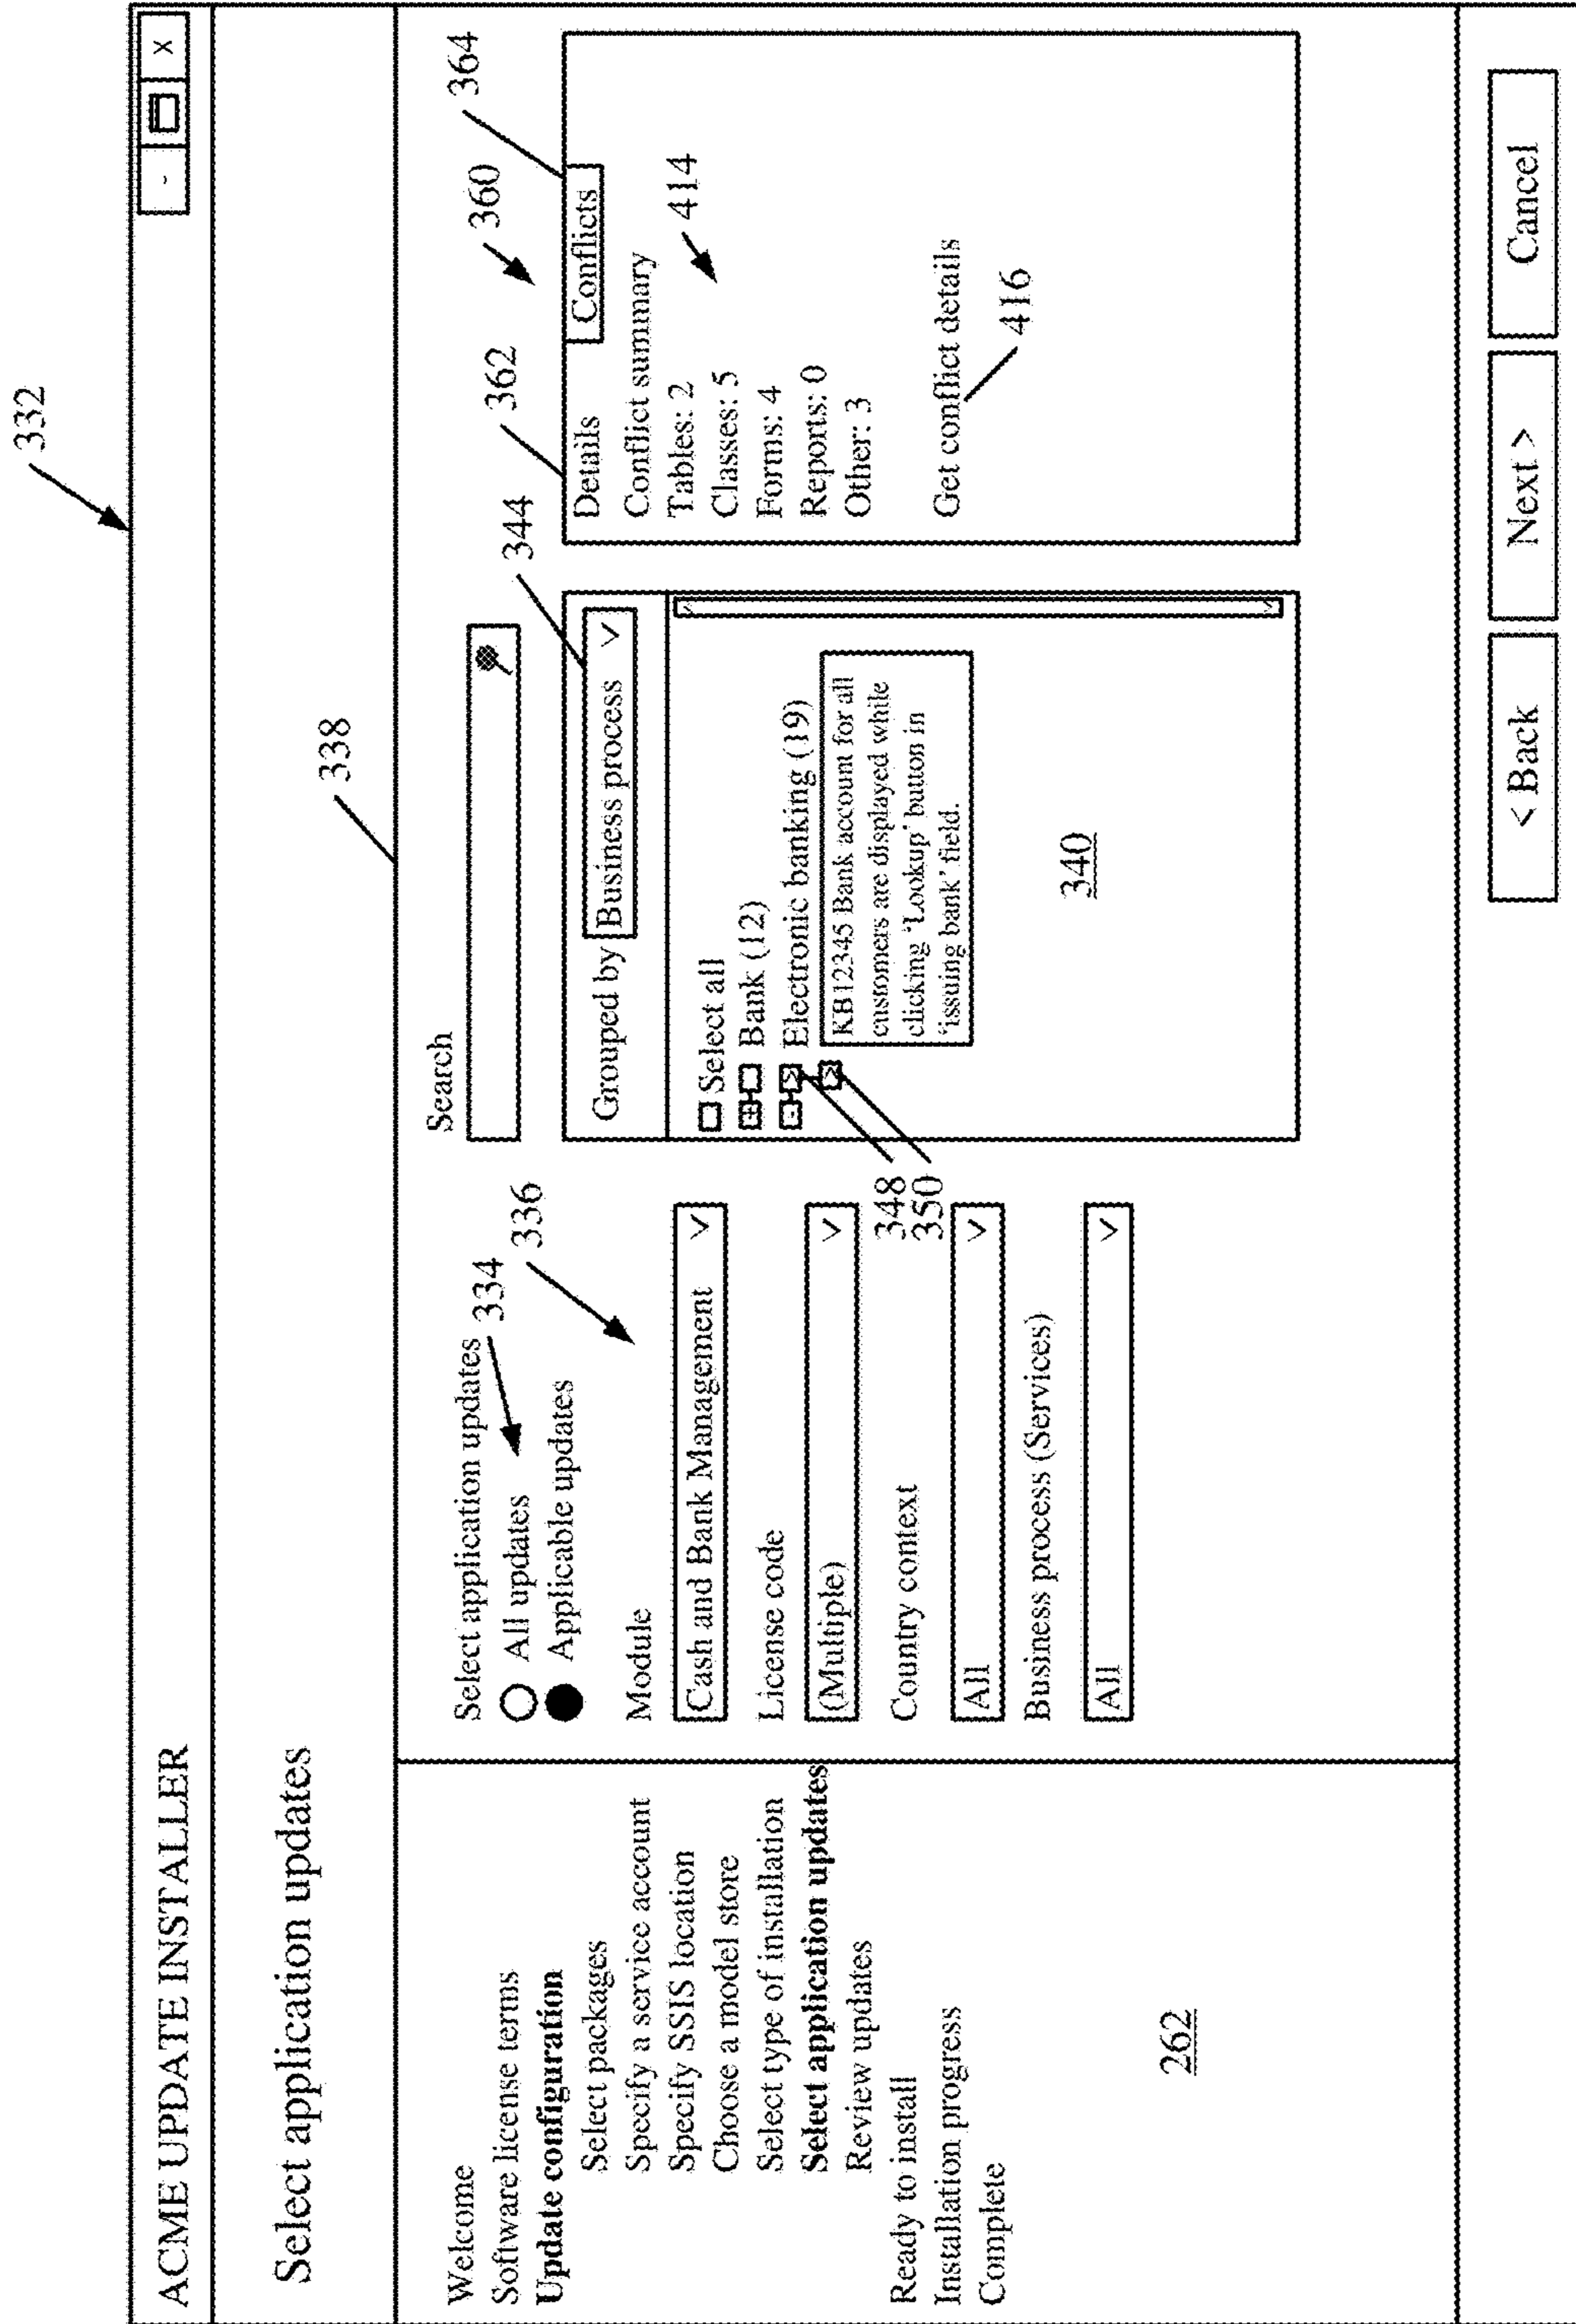 332
ACME UPDATE INSTALLER
- X
Select application updates
338
Welcome
Software license terms
Update configuration
Select packages
Specify a service account
Specify SSIS location
Choose a model store
Select type of installation
Select application updates
Review updates
Ready to install
Installation progress
Complete
262
Select application updates
334
All updates
Applicable updates
336
Module
Cash and Bank Management
License code
(Multiple)
348
350
Country context
All
Business process (Services)
All
Search
344
Grouped by Business process
Select all
Bank (12)
Electronic banking (19)
KB12345 Bank account for all
customers are displayed while
clicking 'Lookup' button in
'issuing bank' field.
340
362
360
364
Details
Conflicts
Conflict summary
Tables: 2
Classes: 5
Forms: 4
Reports: 0
Other: 3
414
Get conflict details
416
< Back
Next >
Cancel